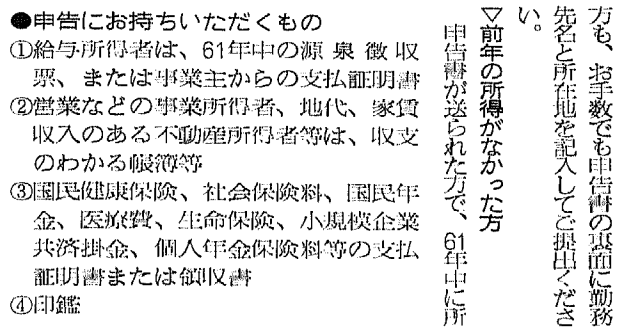 方も、お手数でも申告書の裏面に勤務
先名と所在地を記入してご提出くださ
い。
▽前年の所得がなかった方
申告書が送られた方で、61年中に所
●申告にお持ちいただくもの
①給与所得者は、61年中の源泉徴収
票、または事業主からの支払証明書
②営業などの事業所得者、地代、家賃
収入のある不動産所得者等は、収支
のわかる帳簿等
③国民健康保険、社会保険料、国民年
金、医療費、生命保険、小規模企業
共済掛金、個人年金保険料等の支払
証明書または領収書
④印鑑